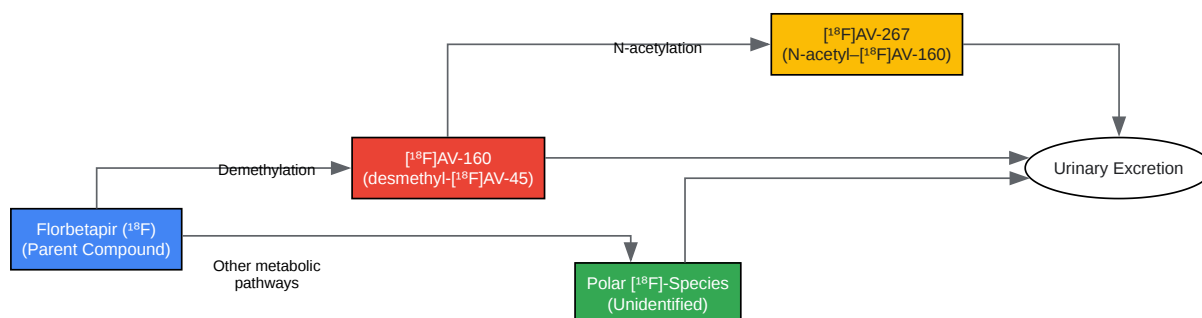 [¹⁸F]AV-267
(N-acetyl–[¹⁸F]AV-160)
N-acetylation
[¹⁸F]AV-160
(desmethyl-[¹⁸F]AV-45)
Demethylation
Urinary Excretion
Florbetapir (¹⁸F)
(Parent Compound)
Other metabolic
pathways
Polar [¹⁸F]-Species
(Unidentified)